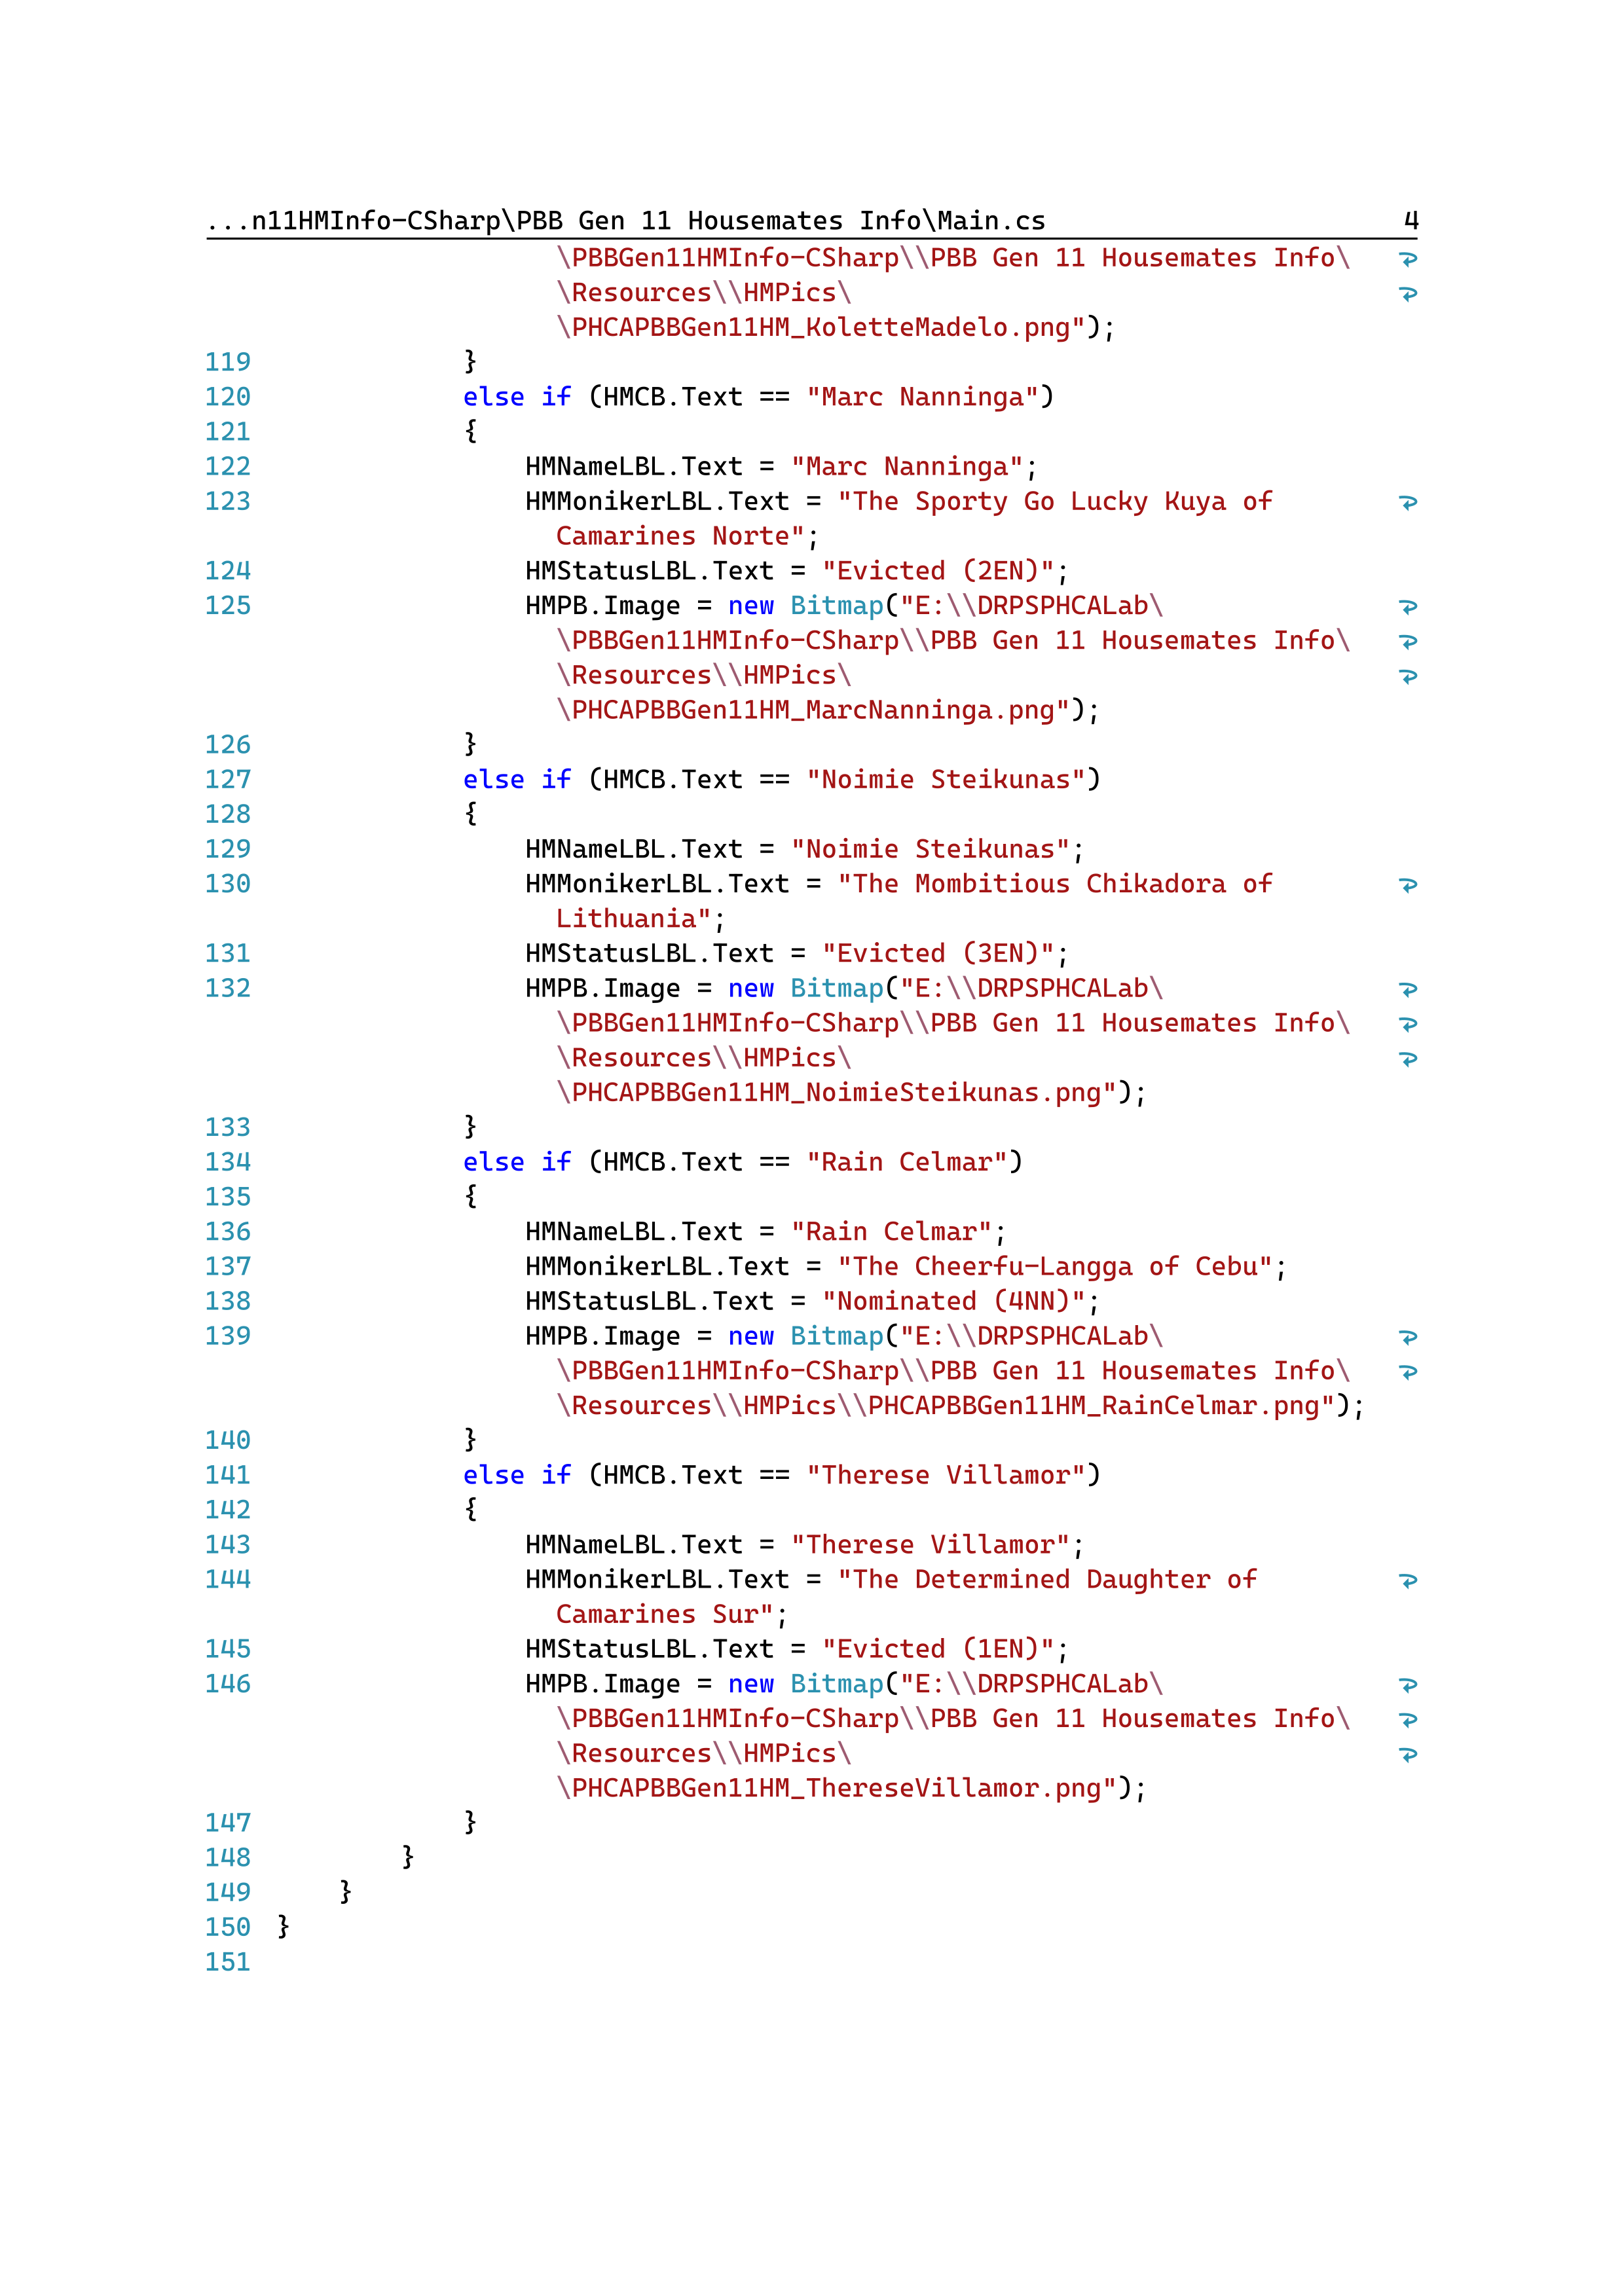 ...n11HMInfo-CSharp\PBB Gen 11 Housemates Info\Main.cs 4
\PBBGen11HMInfo-CSharp\\PBB Gen 11 Housemates Info\
\Resources\\HMPics\
\PHCAPBBGen11HM_KoletteMadelo.png");
119 }
120 else if (HMCB.Text == "Marc Nanninga")
121 {
122 HMNameLBL.Text = "Marc Nanninga";
123 HMMonikerLBL.Text = "The Sporty Go Lucky Kuya of
Camarines Norte";
124 HMStatusLBL.Text = "Evicted (2EN)";
125 HMPB.Image = new Bitmap("E:\\DRPSPHCALab\
\PBBGen11HMInfo-CSharp\\PBB Gen 11 Housemates Info\
\Resources\\HMPics\
\PHCAPBBGen11HM_MarcNanninga.png");
126 }
127 else if (HMCB.Text == "Noimie Steikunas")
128 {
129 HMNameLBL.Text = "Noimie Steikunas";
130 HMMonikerLBL.Text = "The Mombitious Chikadora of
Lithuania";
131 HMStatusLBL.Text = "Evicted (3EN)";
132 HMPB.Image = new Bitmap("E:\\DRPSPHCALab\
\PBBGen11HMInfo-CSharp\\PBB Gen 11 Housemates Info\
\Resources\\HMPics\
\PHCAPBBGen11HM_NoimieSteikunas.png");
133 }
134 else if (HMCB.Text == "Rain Celmar")
135 {
136 HMNameLBL.Text = "Rain Celmar";
137 HMMonikerLBL.Text = "The Cheerfu-Langga of Cebu";
138 HMStatusLBL.Text = "Nominated (4NN)";
139 HMPB.Image = new Bitmap("E:\\DRPSPHCALab\
\PBBGen11HMInfo-CSharp\\PBB Gen 11 Housemates Info\
\Resources\\HMPics\\PHCAPBBGen11HM_RainCelmar.png");
140 }
141 else if (HMCB.Text == "Therese Villamor")
142 {
143 HMNameLBL.Text = "Therese Villamor";
144 HMMonikerLBL.Text = "The Determined Daughter of
Camarines Sur";
145 HMStatusLBL.Text = "Evicted (1EN)";
146 HMPB.Image = new Bitmap("E:\\DRPSPHCALab\
\PBBGen11HMInfo-CSharp\\PBB Gen 11 Housemates Info\
\Resources\\HMPics\
\PHCAPBBGen11HM_ThereseVillamor.png");
147 }
148 }
149 }
150 }
151